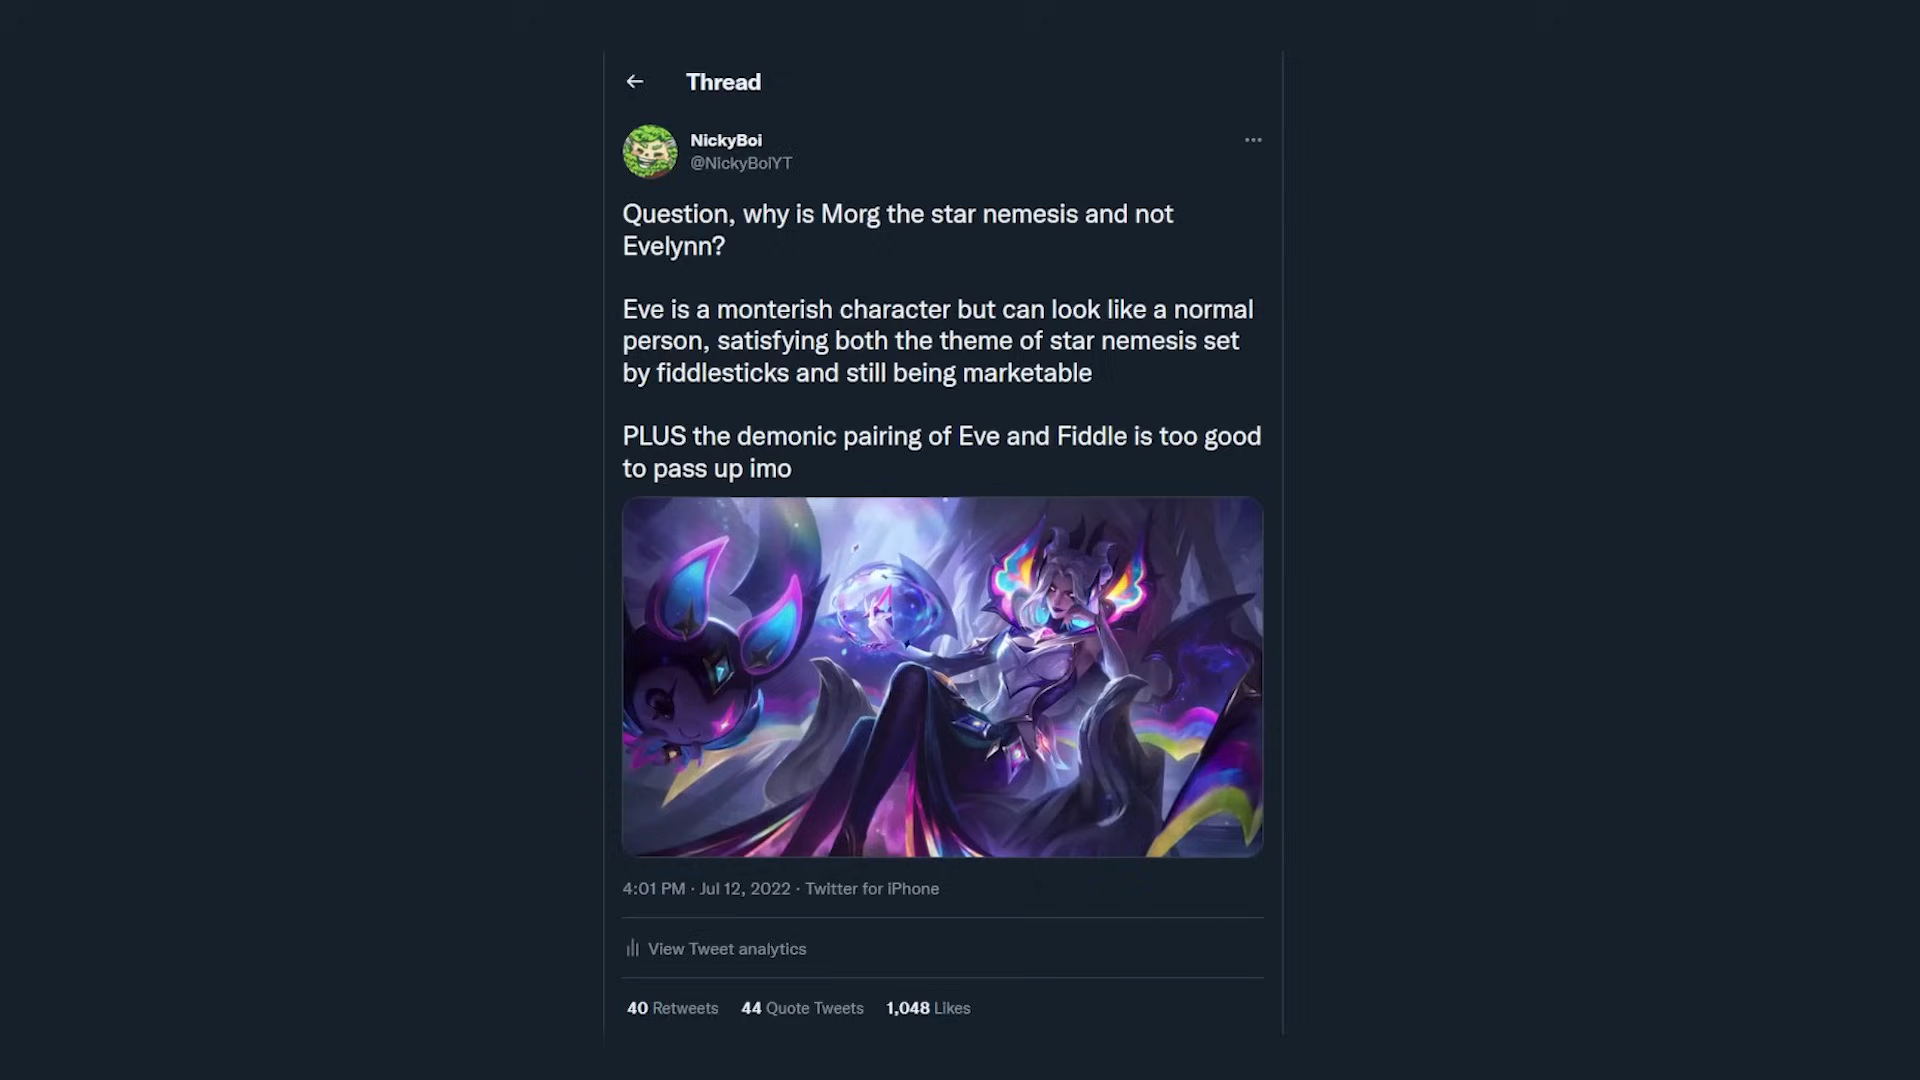 Thread
NickyBoi
@NickyBoiYT
Question, why is Morg the star nemesis and not
Evelynn?
Eve is a monterish character but can look like a normal
person, satisfying both the theme of star nemesis set
by fiddlesticks and still being marketable
PLUS the demonic pairing of Eve and Fiddle is too good
to pass up imo
4:01 PM · Jul 12, 2022 · Twitter for iPhone
View Tweet analytics
40 Retweets 44 Quote Tweets 1,048 Likes